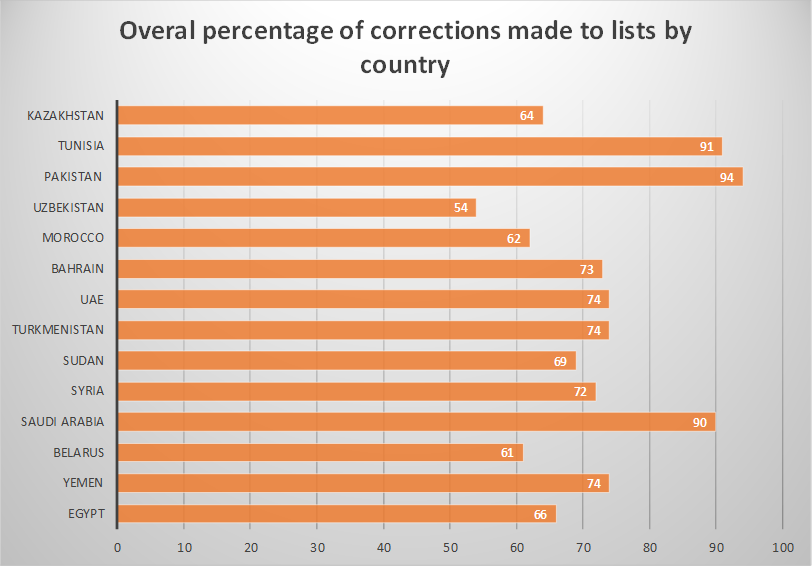 Overal percentage of corrections made to lists by
country
KAZAKHSTAN 64
TUNISIA 91
PAKISTAN 94
UZBEKISTAN 54
MOROCCO 62
BAHRAIN 73
UAE 74
TURKMENISTAN 74
SUDAN 69
SYRIA 72
SAUDI ARABIA 90
BELARUS 61
YEMEN 74
EGYPT 66
0 10 20 30 40 50 60 70 80 90 100